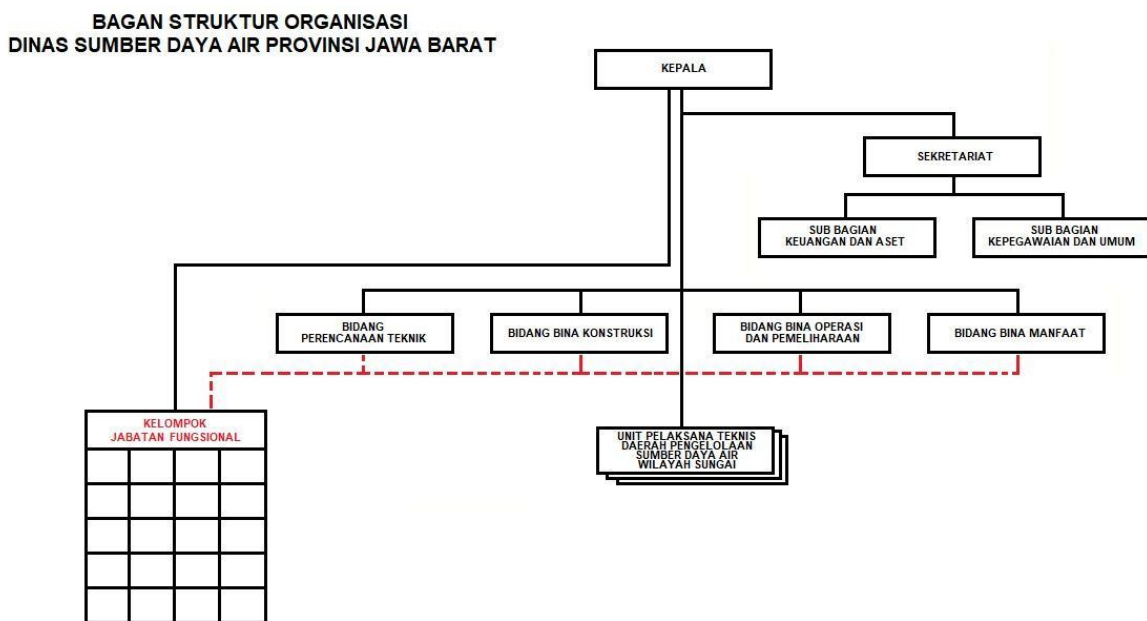 BAGAN STRUKTUR ORGANISASI
DINAS SUMBER DAYA AIR PROVINSI JAWA BARAT
KEPALA
SEKRETARIAT
SUB BAGIAN
KEUANGAN DAN ASET
SUB BAGIAN
KEPEGAWAIAN DAN UMUM
BIDANG
PERENCANAAN TEKNIK
BIDANG BINA KONSTRUKSI
BIDANG BINA OPERASI
DAN PEMELIHARAAN
BIDANG BINA MANFAAT
KELOMPOK
JABATAN FUNGSIONAL
UNIT PELAKSANA TEKNIS
DAERAH PENGELOLAAN
SUMBER DAYA AIR
WILAYAH SUNGAI